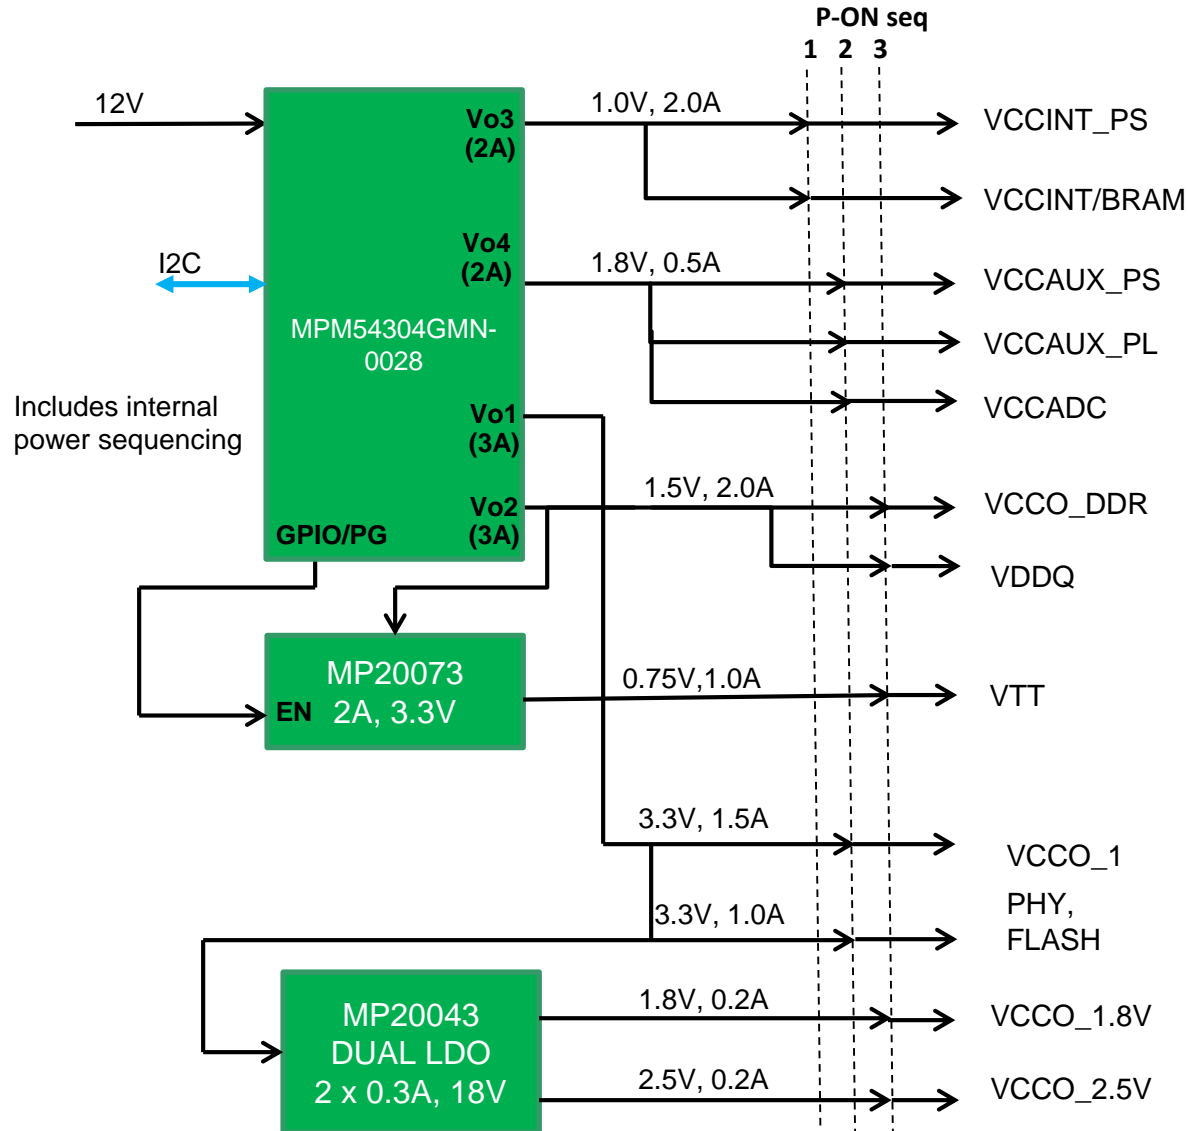 P-ON seq
1 2 3
12V
Vo3
(2A)
1.0V, 2.0A
VCCINT_PS
VCCINT/BRAM
I2C
Vo4
(2A)
1.8V, 0.5A
VCCAUX_PS
MPM54304GMN-
0028
VCCAUX_PL
Includes internal
power sequencing
Vo1
(3A)
VCCADC
GPIO/PG
Vo2
(3A)
1.5V, 2.0A
VCCO_DDR
VDDQ
MP20073
2A, 3.3V
EN
0.75V,1.0A
VTT
3.3V, 1.5A
VCCO_1
3.3V, 1.0A
PHY,
FLASH
MP20043
DUAL LDO
2 x 0.3A, 18V
1.8V, 0.2A
VCCO_1.8V
2.5V, 0.2A
VCCO_2.5V